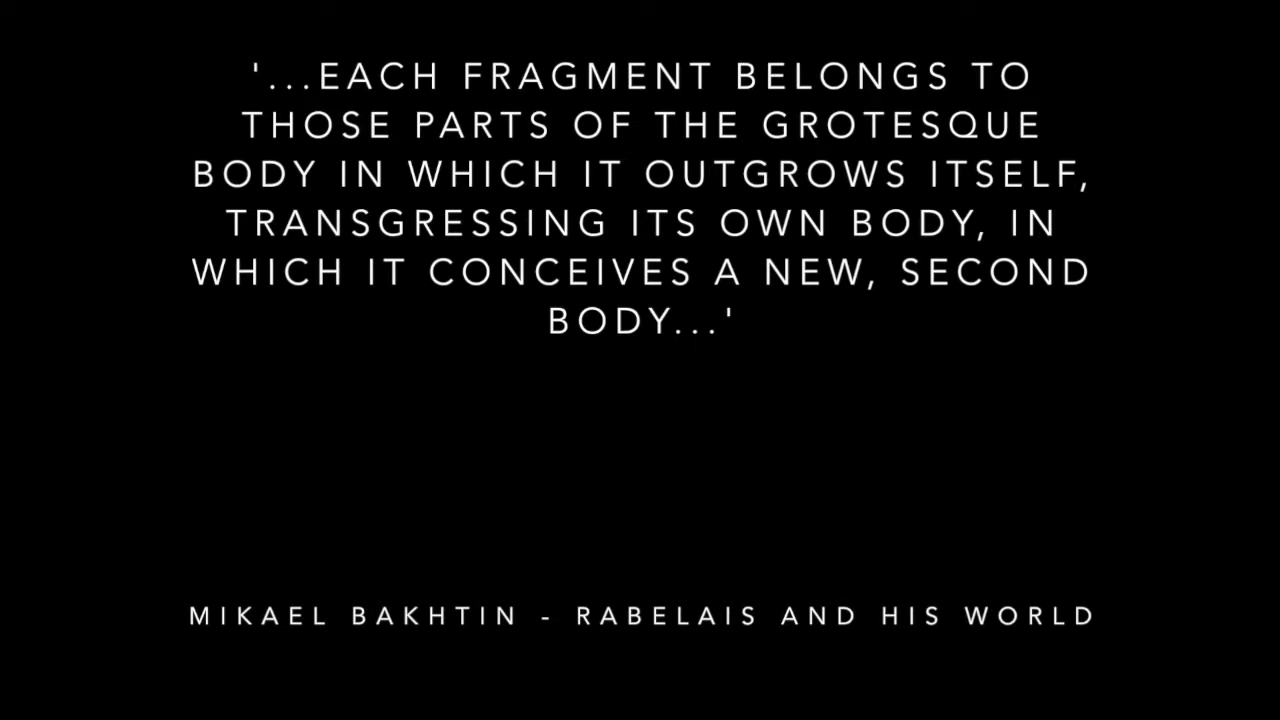 '...EACH FRAGMENT BELONGS TO
THOSE PARTS OF THE GROTESQUE
BODY IN WHICH IT OUTGROWS ITSELF,
TRANSGRESSING ITS OWN BODY, IN
WHICH IT CONCEIVES A NEW, SECOND
BODY...'
MIKAEL BAKHTIN - RABELAIS AND HIS WORLD